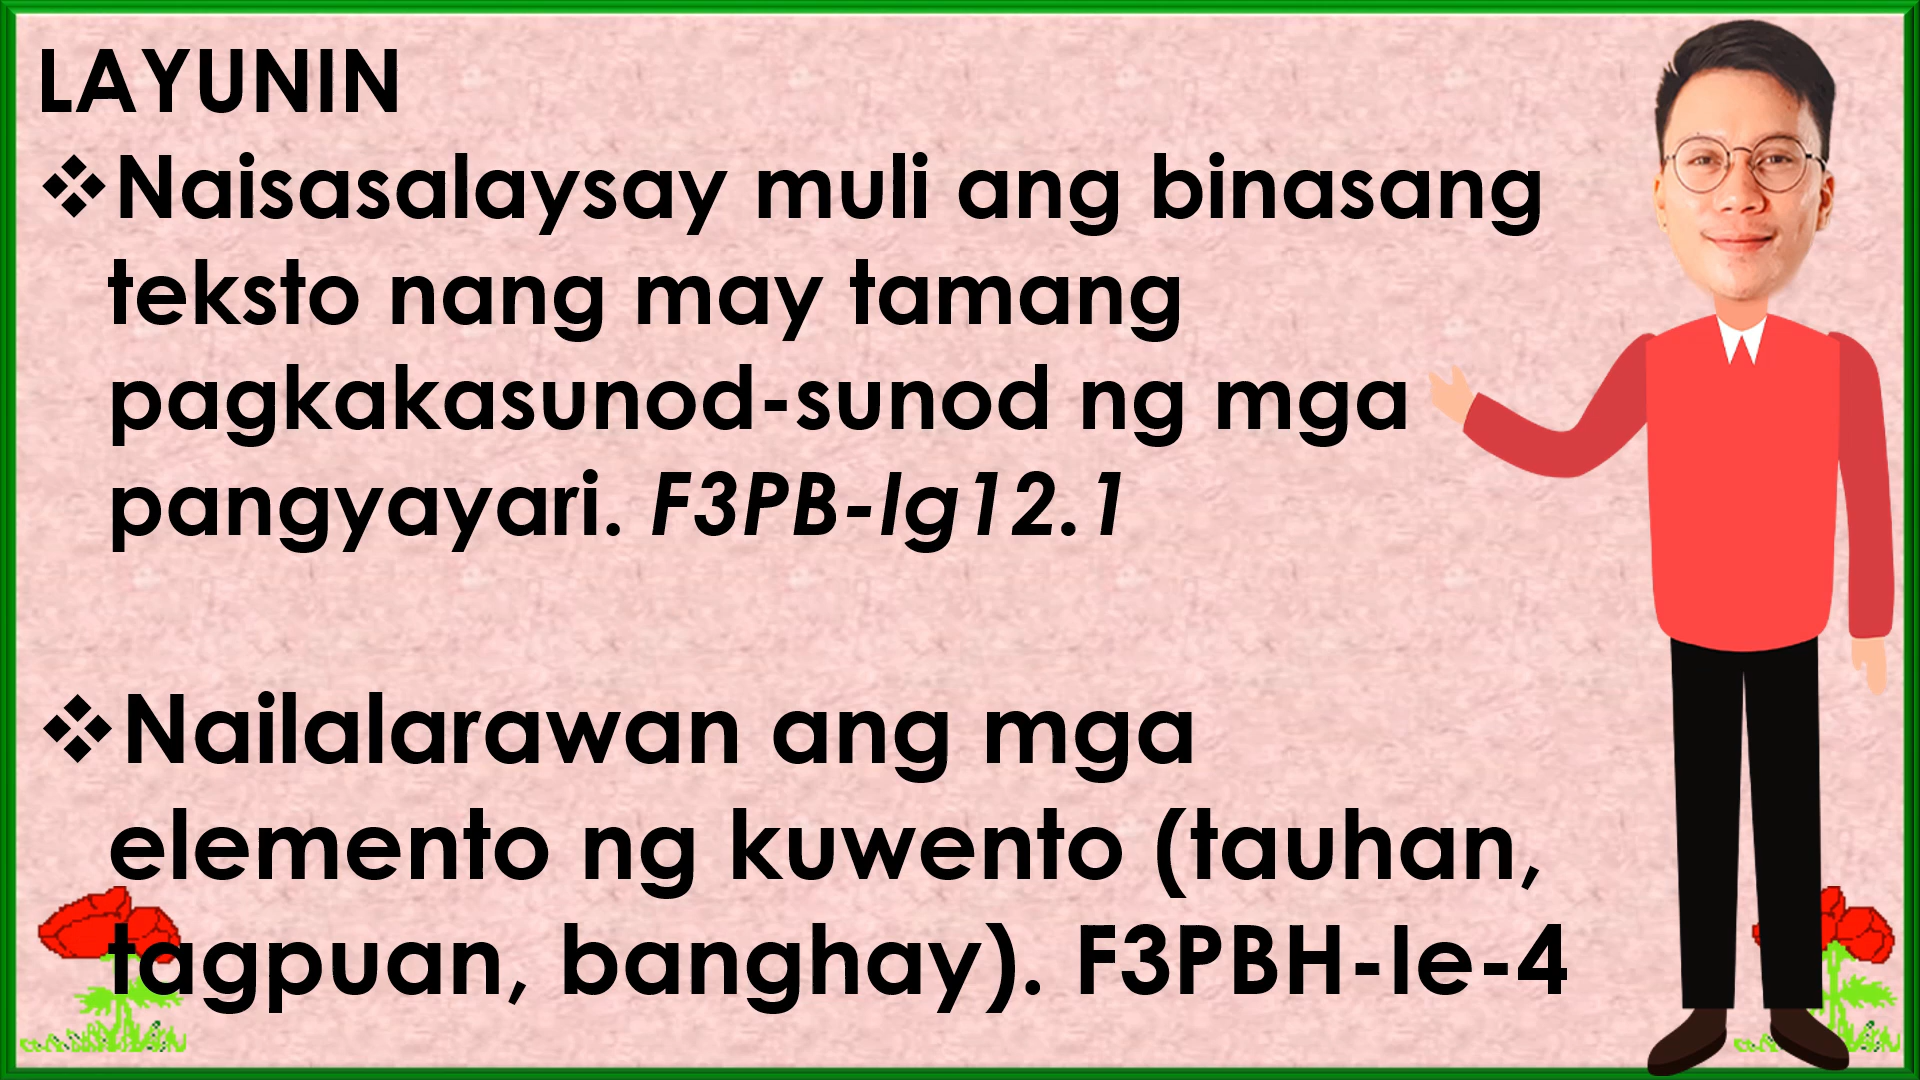 LAYUNIN
❖Naisasalaysay muli ang binasang
teksto nang may tamang
pagkakasunod-sunod ng mga
pangyayari. F3PB-Ig12.1
❖Nailalarawan ang mga
elemento ng kuwento (tauhan,
tagpuan, banghay). F3PBH-Ie-4